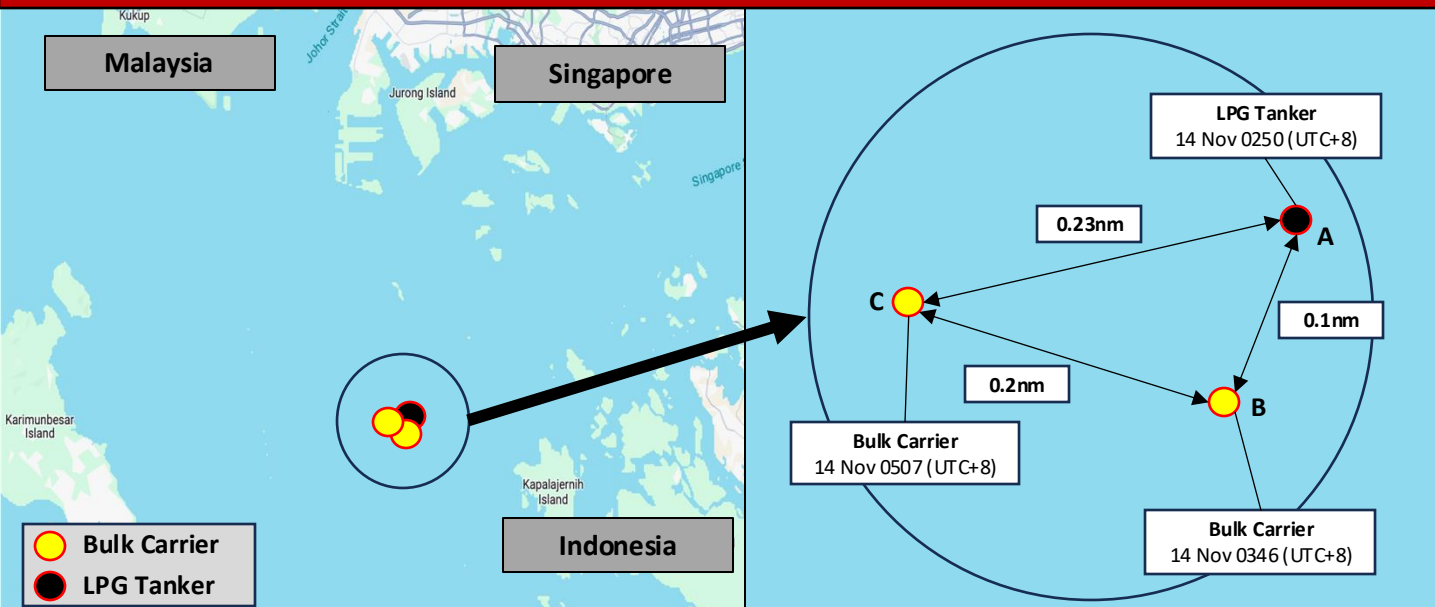 Kukup
Malaysia
Johor Strait
Jurong Island
Singapore
Singapore
Karimunbesar
Island
Kapalajernih
Island
Indonesia
Bulk Carrier
LPG Tanker
LPG Tanker
14 Nov 0250 (UTC+8)
0.23nm
A
C
0.1nm
0.2nm
B
Bulk Carrier
14 Nov 0507 (UTC+8)
Bulk Carrier
14 Nov 0346 (UTC+8)